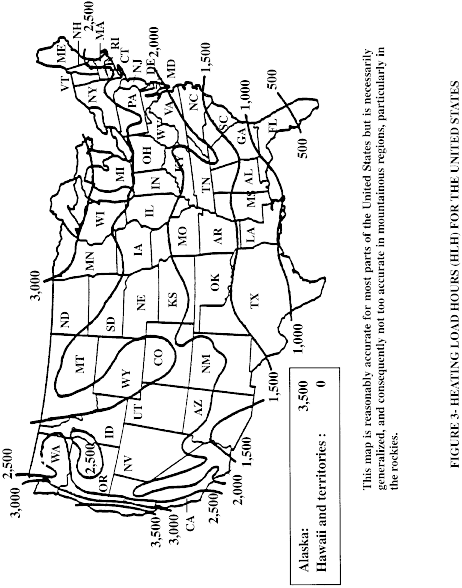 3,000
2,500
WA
2,500
OR
ID
MT
ND
MN
3,000
WI
MI
NY
VT
ME
NH
2,500
MA
RI
CT
NJ
DE
2,000
MD
PA
OH
IN
IL
IA
SD
WY
NE
NV
UT
CO
KS
MO
TN
NC
1,500
SC
1,000
GA
500
FL
500
AL
MS
LA
AR
OK
TX
NM
AZ
1,000
1,500
1,500
2,000
2,500
3,500
3,000
CA
Alaska: 3,500
Hawaii and territories : 0
This map is reasonably accurate for most parts of the United States but is necessarily
generalized, and consequently not too accurate in mountainous regions, particularly in
the rockies.
FIGURE 3- HEATING LOAD HOURS (HLH) FOR THE UNITED STATES